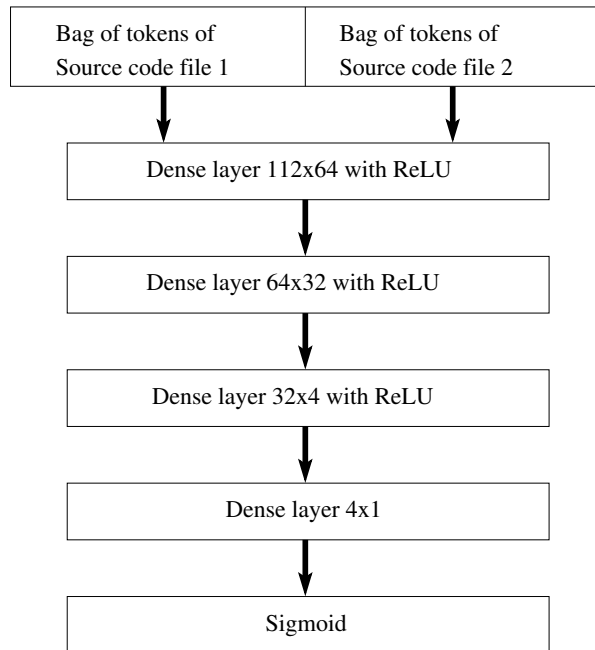 Bag of tokens of
Source code file 1
Bag of tokens of
Source code file 2
Dense layer 112x64 with ReLU
Dense layer 64x32 with ReLU
Dense layer 32x4 with ReLU
Dense layer 4x1
Sigmoid